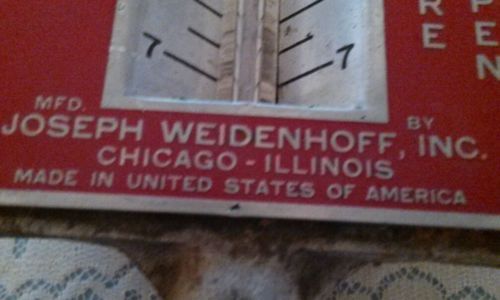 R P
E E
N
7 7
MFD. BY
JOSEPH WEIDENHOFF, INC.
CHICAGO - ILLINOIS
MADE IN UNITED STATES OF AMERICA